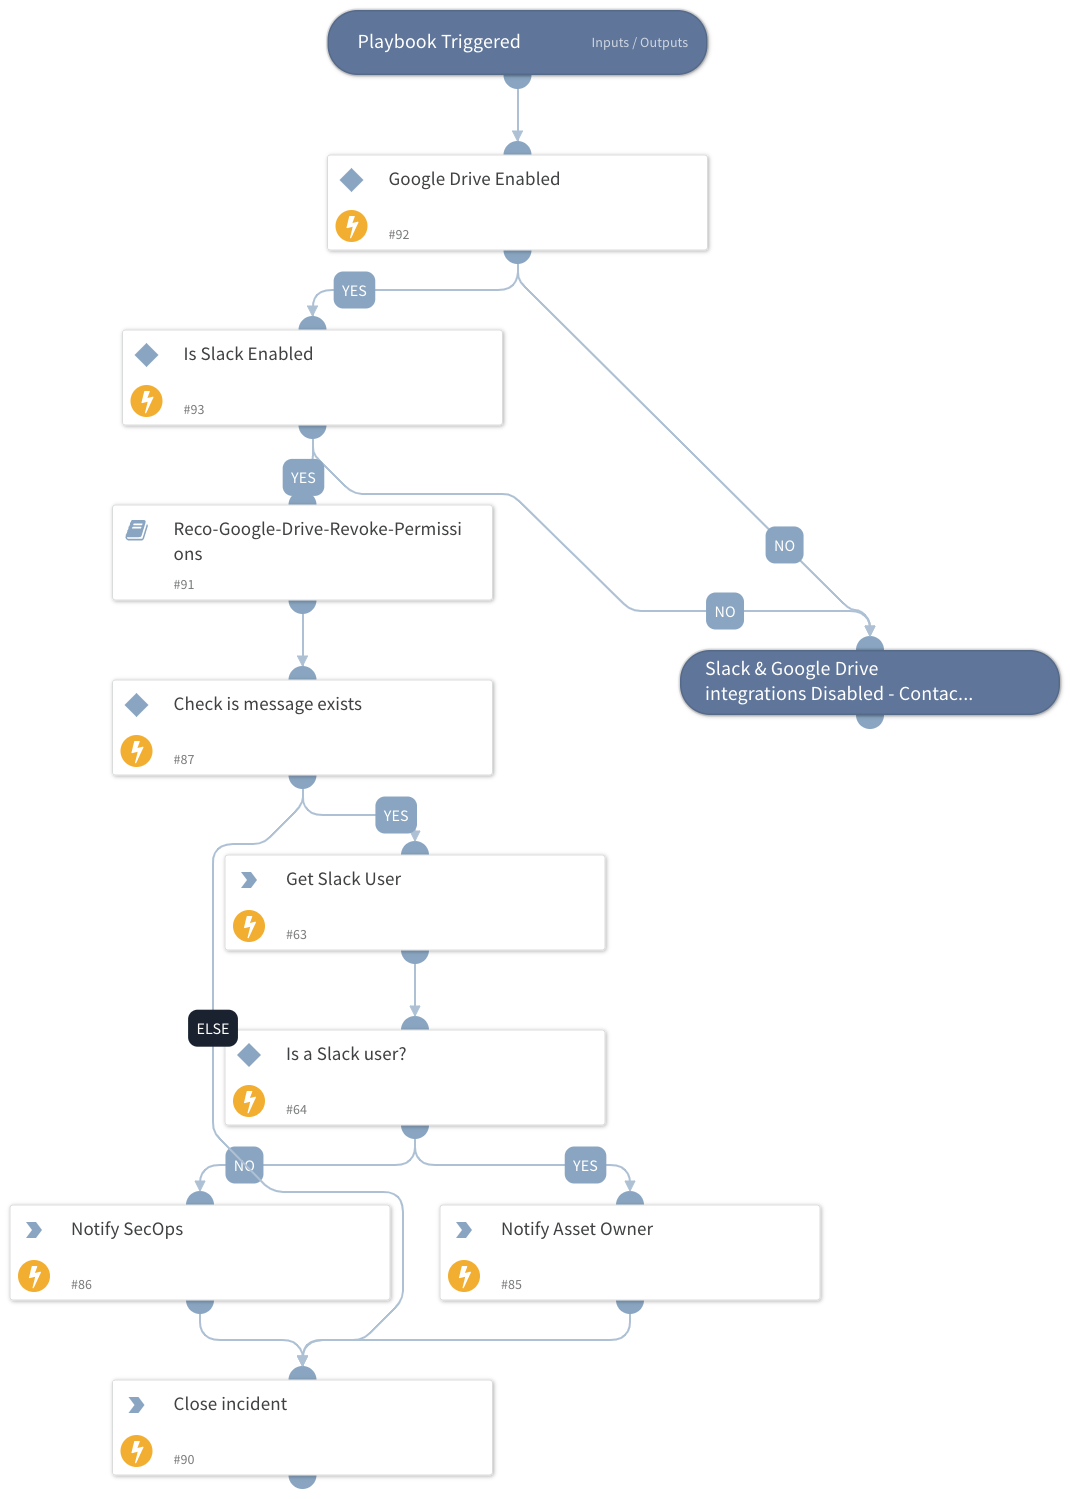 Playbook Triggered
Inputs / Outputs
Google Drive Enabled
#92
YES
Is Slack Enabled
#93
YES
Reco-Google-Drive-Revoke-Permissi
ons
#91
NO
NO
Slack & Google Drive
integrations Disabled - Contac...
Check is message exists
#87
YES
Get Slack User
#63
ELSE
Is a Slack user?
#64
NO
YES
Notify SecOps
#86
Notify Asset Owner
#85
Close incident
#90